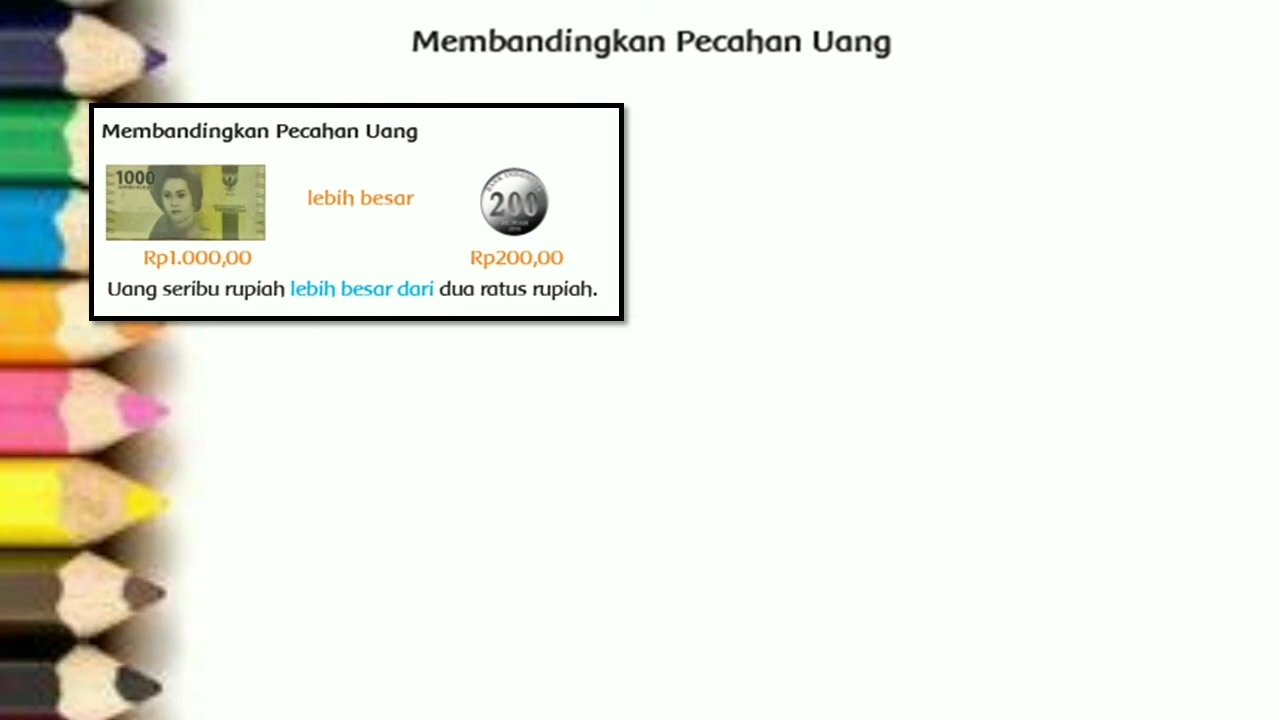 Membandingkan Pecahan Uang
Membandingkan Pecahan Uang
1000
lebih besar
200
Rp1.000,00
Rp200,00
Uang seribu rupiah lebih besar dari dua ratus rupiah.